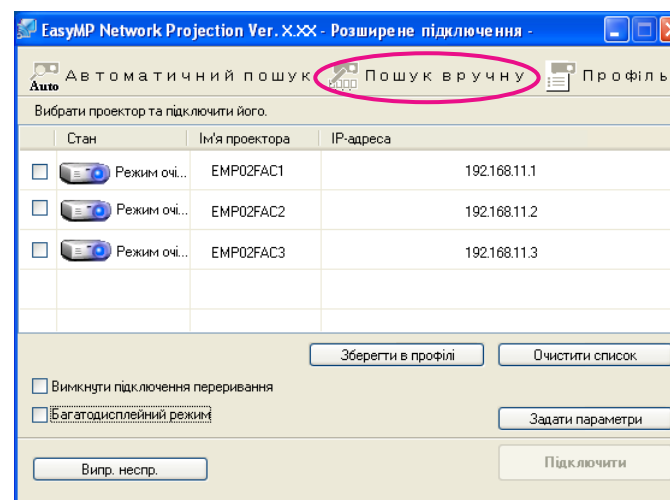 EasyMP Network Projection Ver. X.XX - Розширене підключення -
Auto Автоматичний пошук Пошук вручну Профіль
Вибрати проектор та підключити його.
Стан Ім'я проектора IP-адреса
Режим очі... EMP02FAC1 192.168.11.1
Режим очі... EMP02FAC2 192.168.11.2
Режим очі... EMP02FAC3 192.168.11.3
Зберегти в профілі Очистити список
Вимкнути підключення переривання
Багатодисплейний режим Задати параметри
Випр. неспр. Підключити